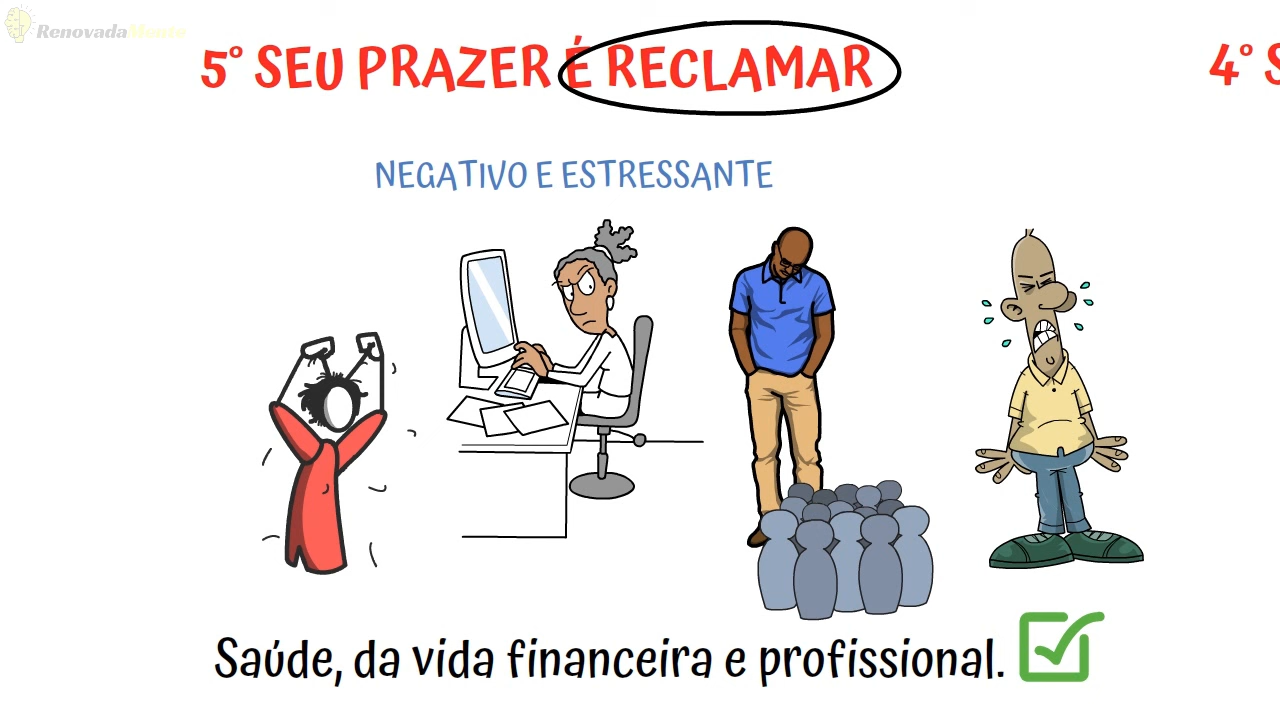 RenovadaMente
5° SEU PRAZER É RECLAMAR
4° S
NEGATIVO E ESTRESSANTE
Saúde, da vida financeira e profissional.